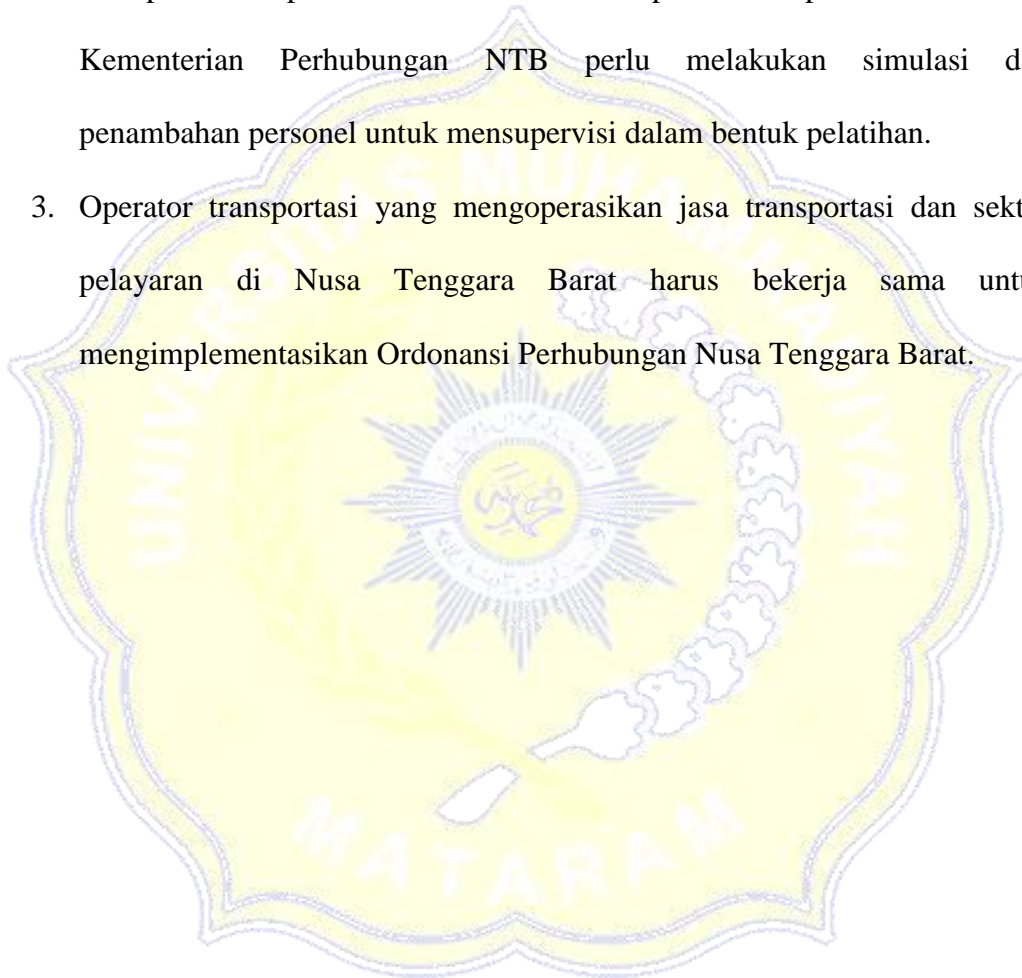 Kementerian Perhubungan NTB perlu melakukan simulasi d
penambahan personel untuk mensupervisi dalam bentuk pelatihan.
3. Operator transportasi yang mengoperasikan jasa transportasi dan sekt
pelayaran di Nusa Tenggara Barat harus bekerja sama unt
mengimplementasikan Ordonansi Perhubungan Nusa Tenggara Barat.
UNIVERSITAS MUHAMMADIYAH
MATARAM